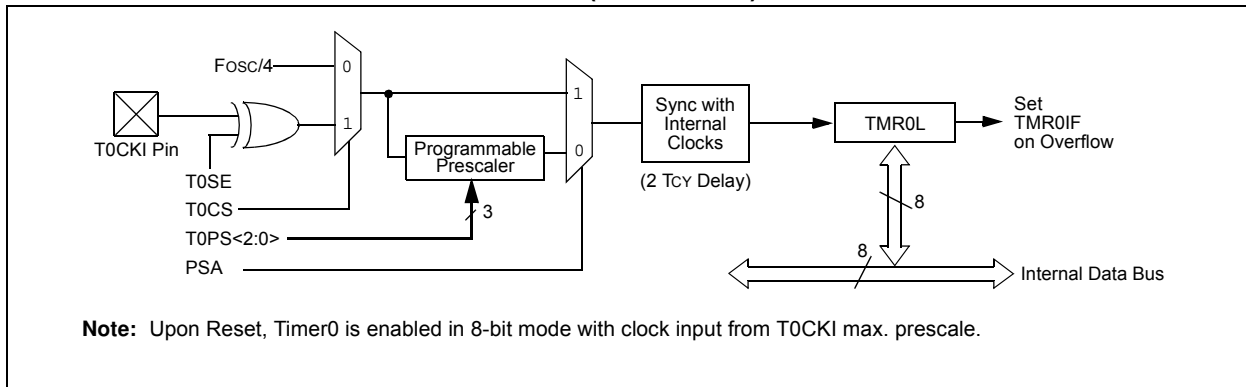 FOSC/4
0
1
T0CKI Pin
T0SE
T0CS
T0PS<2:0>
PSA
Programmable
Prescaler
3
1
0
Sync with
Internal
Clocks
(2 TCY Delay)
TMR0L
Set
TMR0IF
on Overflow
8
8
Internal Data Bus
Note: Upon Reset, Timer0 is enabled in 8-bit mode with clock input from T0CKI max. prescale.